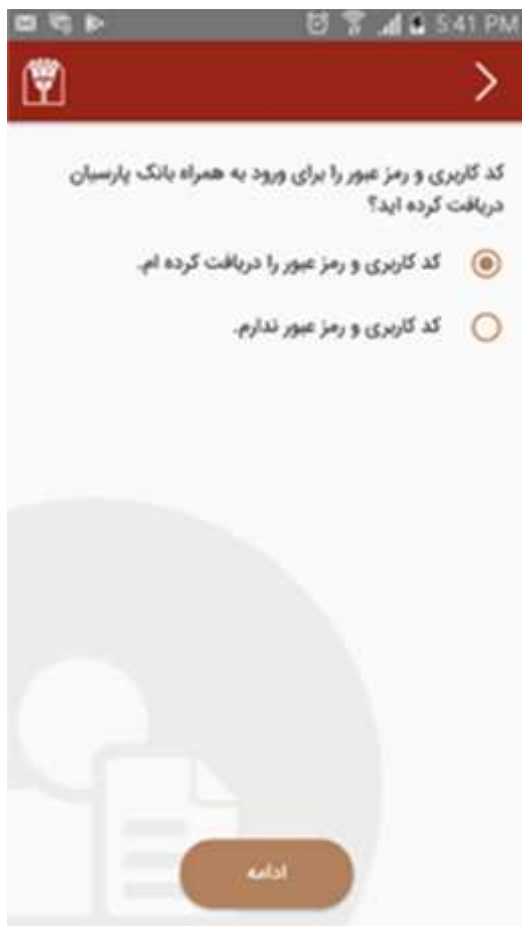 5:41 PM
کد کاربری و رمز عبور را برای ورود به همراه بانک پارسیان
دریافت کرده اید؟
کد کاربری و رمز عبور را دریافت کرده ام.
کد کاربری و رمز عبور ندارم.
ادامه